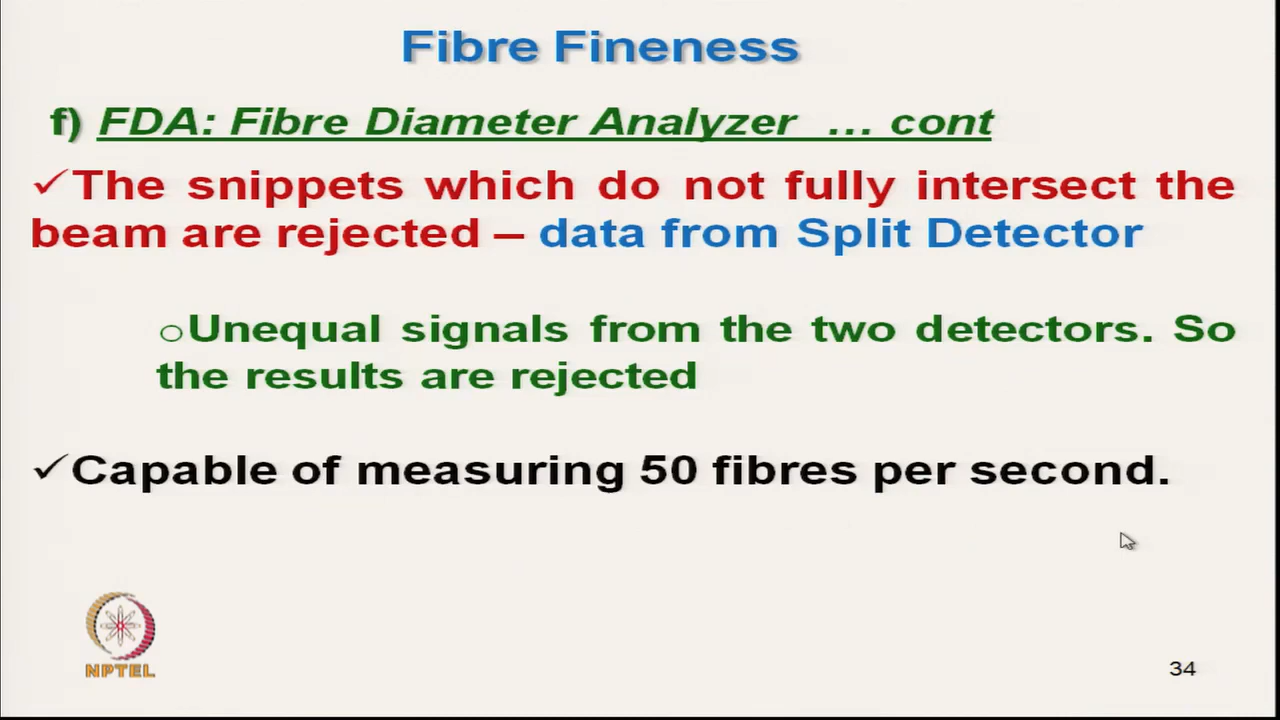 Fibre Fineness
f) FDA: Fibre Diameter Analyzer ... cont
✓The snippets which do not fully intersect the
beam are rejected – data from Split Detector
oUnequal signals from the two detectors. So
the results are rejected
✓Capable of measuring 50 fibres per second.
NPTEL
34